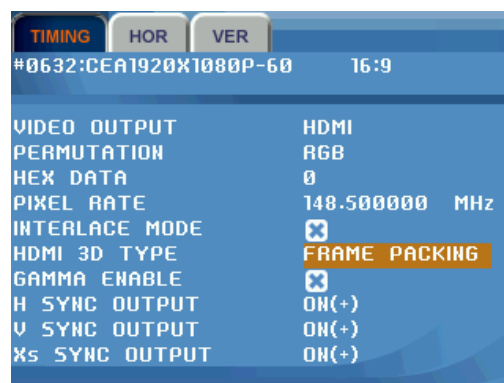 TIMING HOR VER
#0632:CEA1920X1080P-60 16:9
VIDEO OUTPUT HDMI
PERMUTATION RGB
HEX DATA 0
PIXEL RATE 148.500000 MHz
INTERLACE MODE
HDMI 3D TYPE FRAME PACKING
GAMMA ENABLE
H SYNC OUTPUT ON(+)
V SYNC OUTPUT ON(+)
Xs SYNC OUTPUT ON(+)